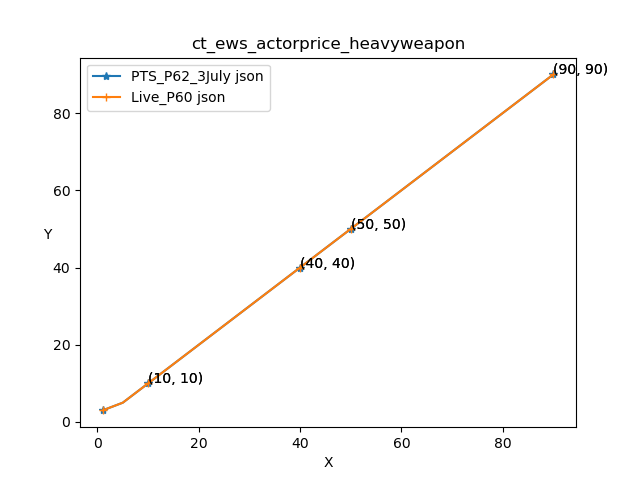 ct_ews_actorprice_heavyweapon
PTS_P62_3July json
Live_P60 json
(90, 90)
(50, 50)
(40, 40)
(10, 10)
Y
80
60
40
20
0
0 20 40 60 80
X